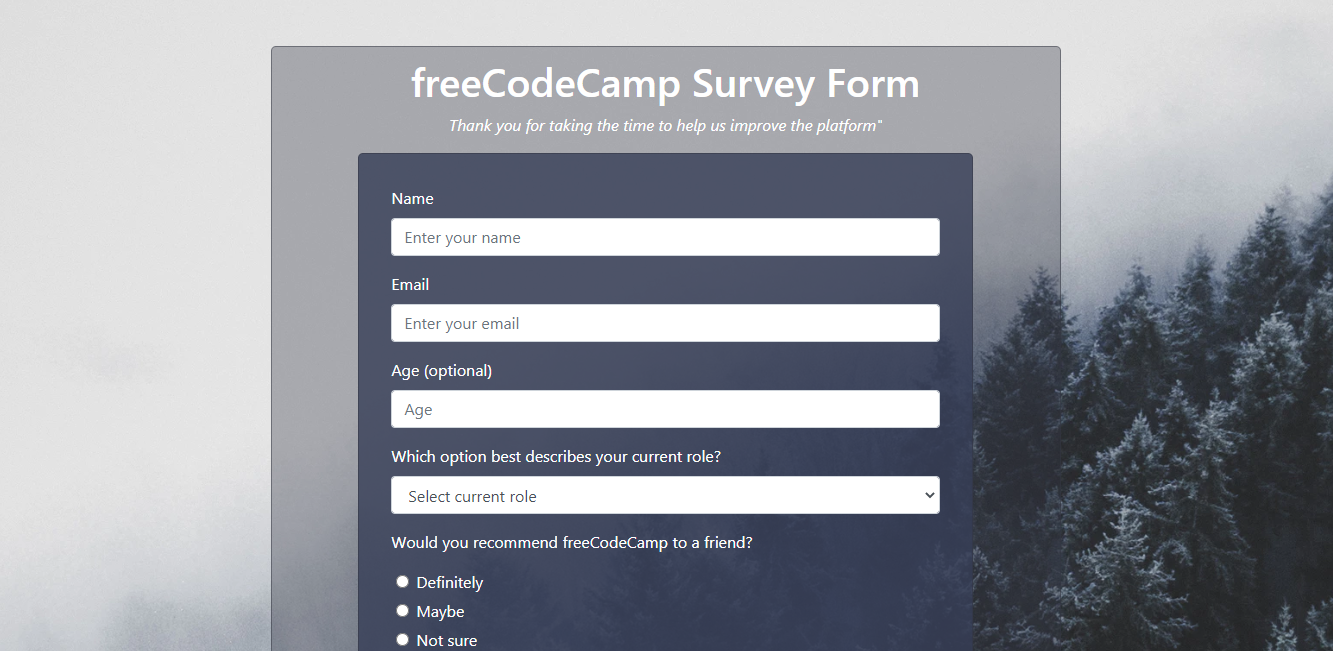 freeCodeCamp Survey Form
Thank you for taking the time to help us improve the platform"
Name
Enter your name
Email
Enter your email
Age (optional)
Age
Which option best describes your current role?
Select current role
Would you recommend freeCodeCamp to a friend?
Definitely
Maybe
Not sure